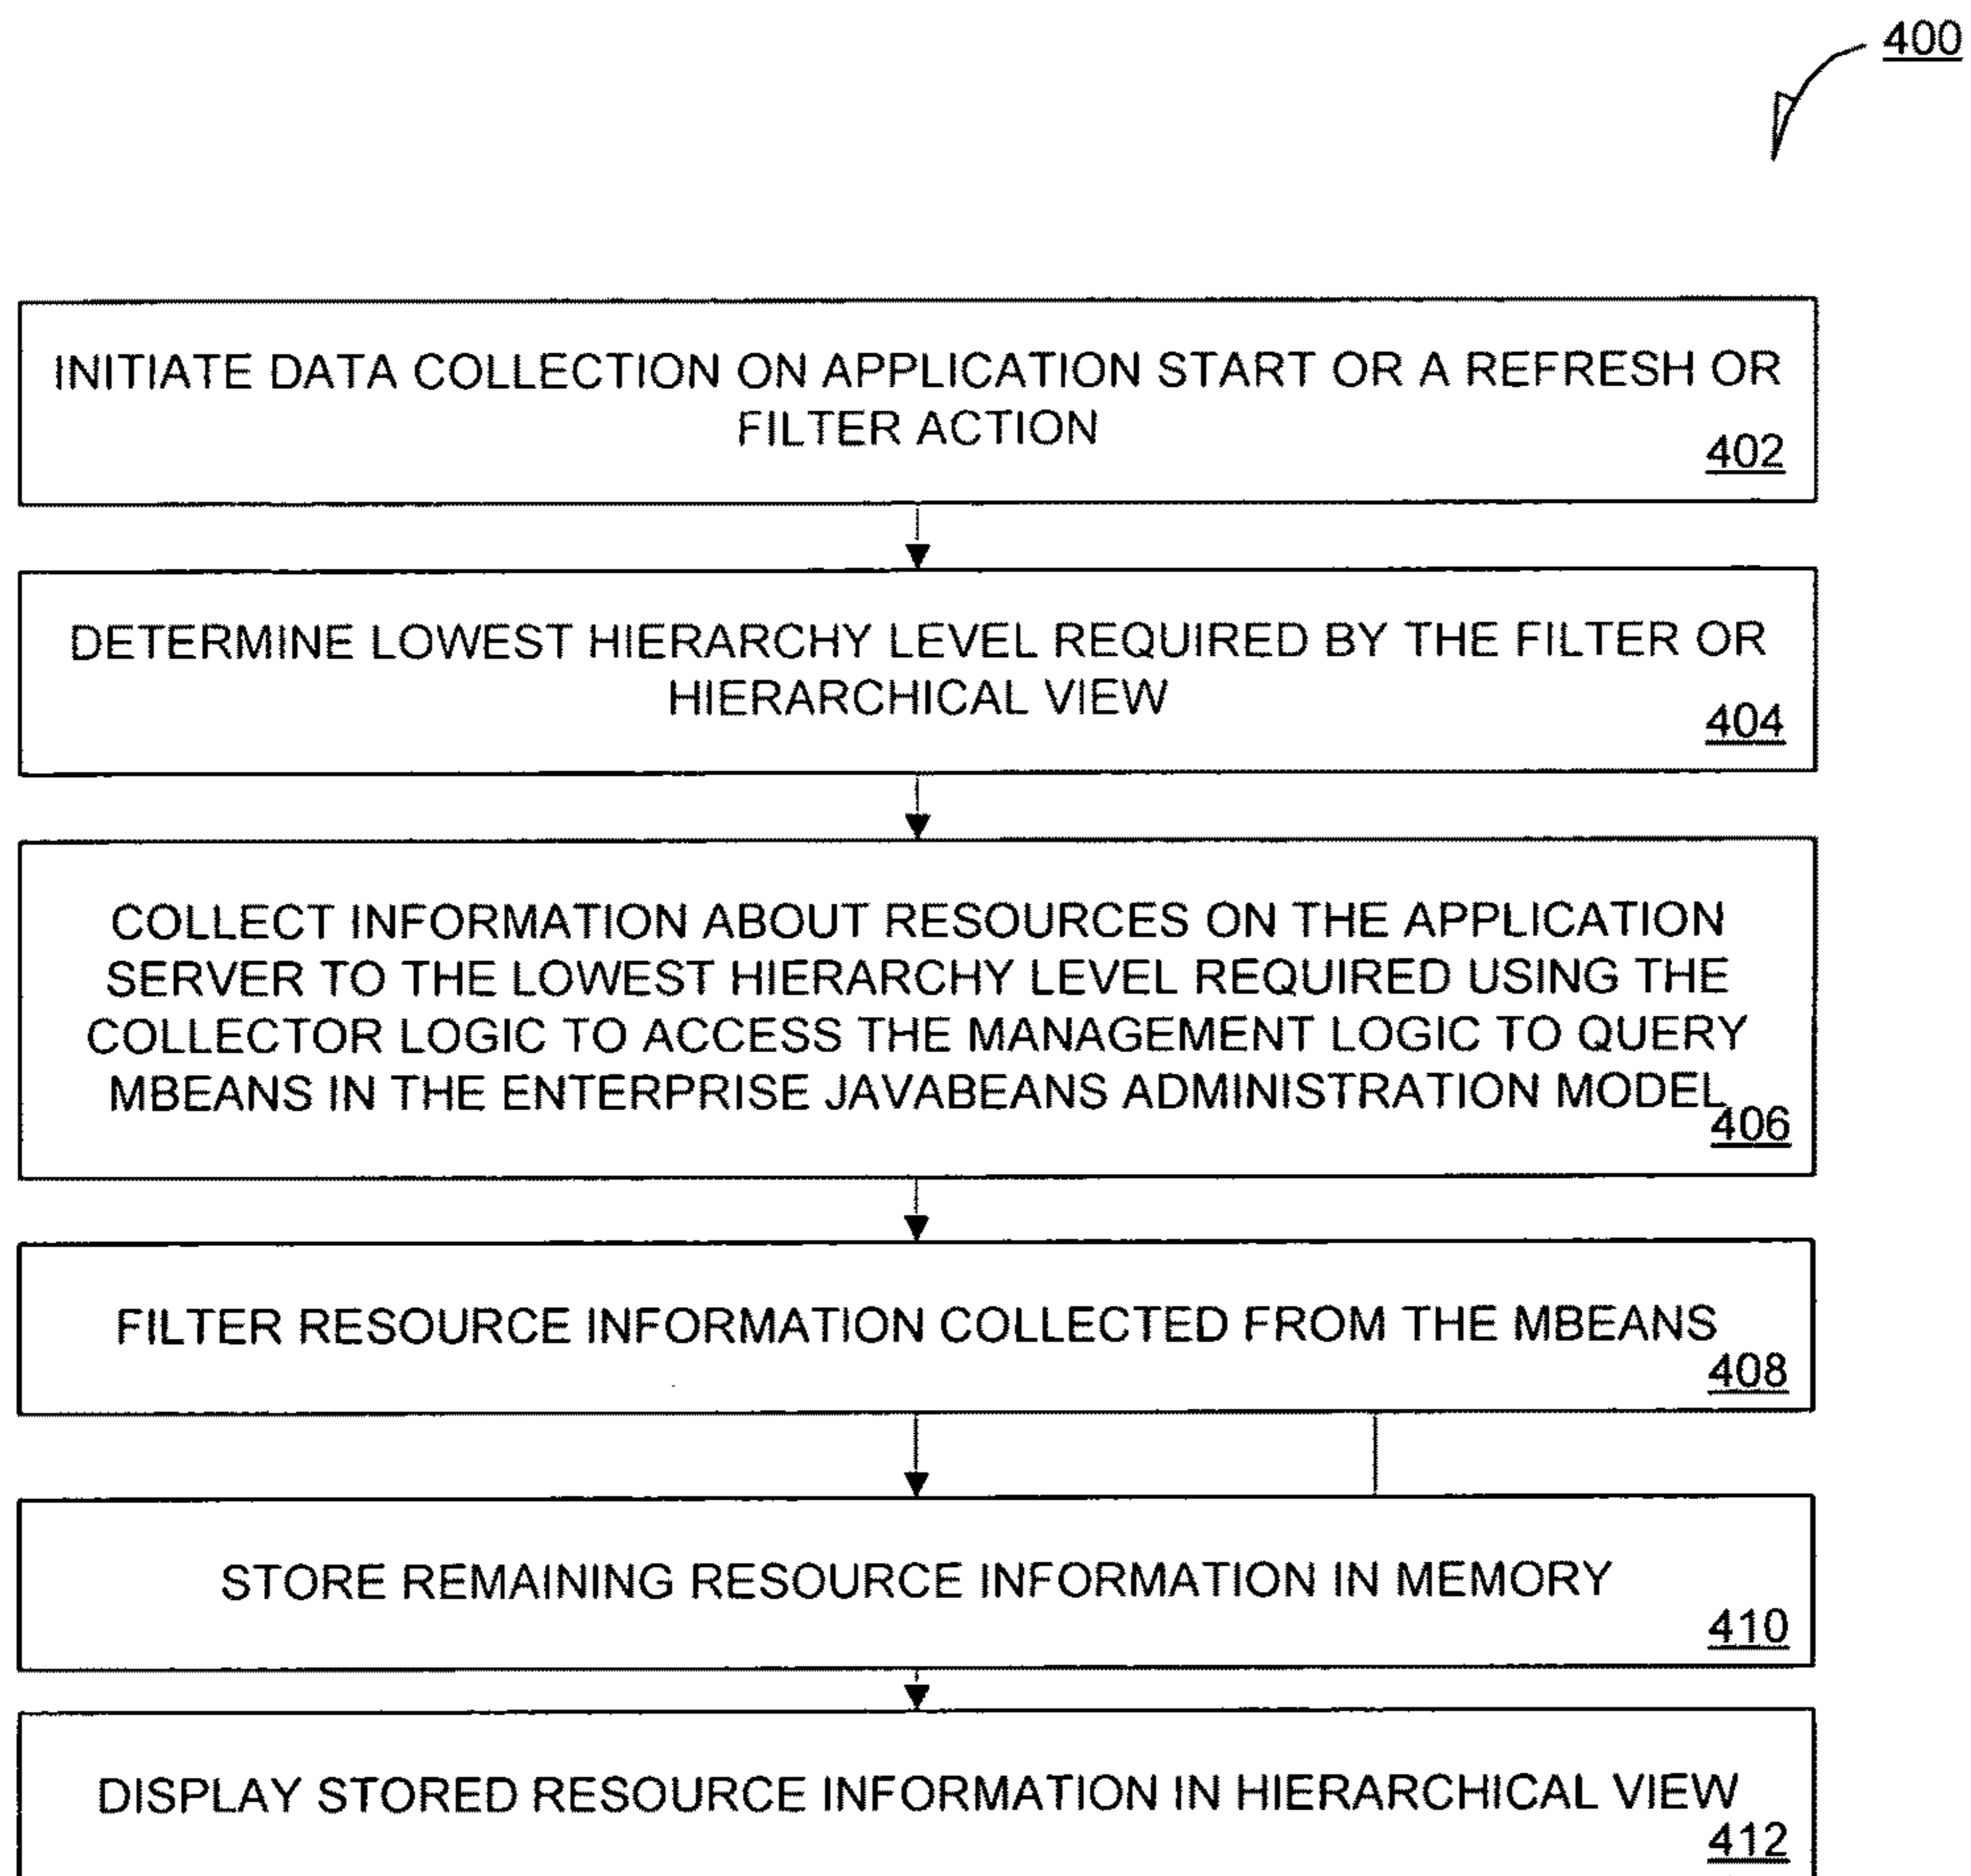 400
INITIATE DATA COLLECTION ON APPLICATION START OR A REFRESH OR
FILTER ACTION
402
DETERMINE LOWEST HIERARCHY LEVEL REQUIRED BY THE FILTER OR
HIERARCHICAL VIEW
404
COLLECT INFORMATION ABOUT RESOURCES ON THE APPLICATION
SERVER TO THE LOWEST HIERARCHY LEVEL REQUIRED USING THE
COLLECTOR LOGIC TO ACCESS THE MANAGEMENT LOGIC TO QUERY
MBEANS IN THE ENTERPRISE JAVABEANS ADMINISTRATION MODEL
406
FILTER RESOURCE INFORMATION COLLECTED FROM THE MBEANS
408
STORE REMAINING RESOURCE INFORMATION IN MEMORY
410
DISPLAY STORED RESOURCE INFORMATION IN HIERARCHICAL VIEW
412